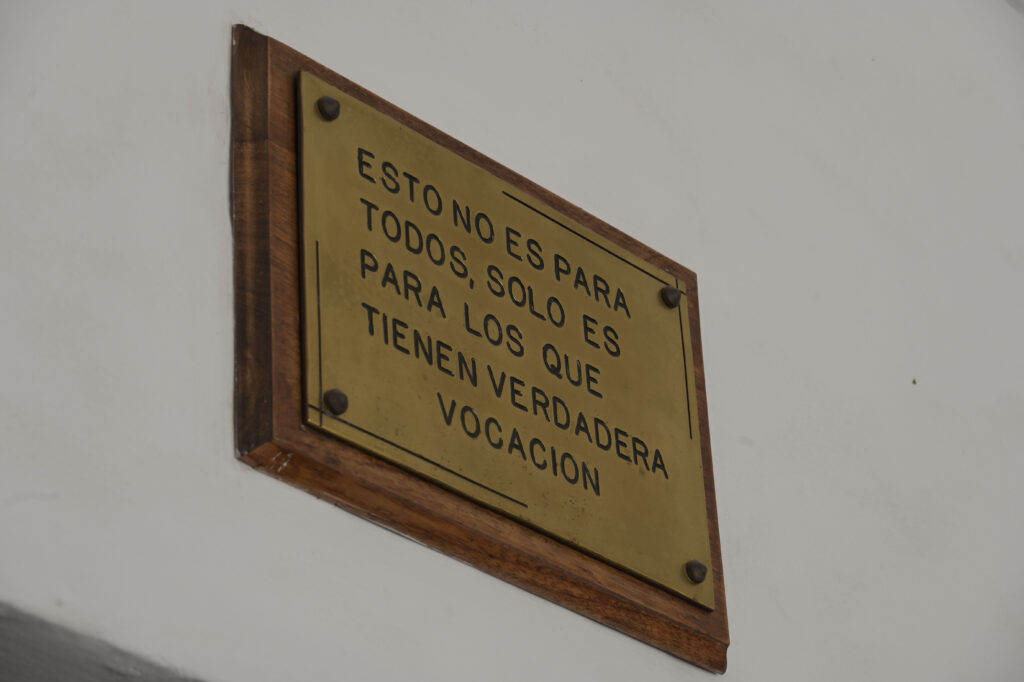 ESTO NO ES PARA
TODOS, SOLO ES
PARA LOS QUE
TIENEN VERDADERA
VOCACION